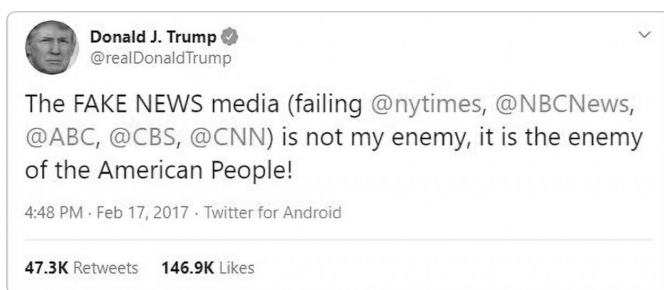 Donald J. Trump
@realDonaldTrump
The FAKE NEWS media (failing @nytimes, @NBCNews,
@ABC, @CBS, @CNN) is not my enemy, it is the enemy
of the American People!
4:48 PM · Feb 17, 2017 · Twitter for Android
47.3K Retweets 146.9K Likes